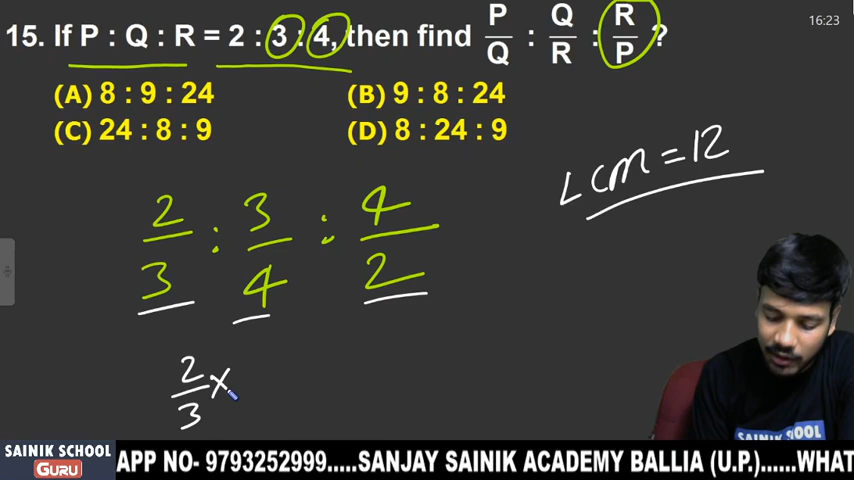 16:23
15. If P : Q : R = 2 : 3 : 4, then find P/Q : Q/R : R/P ?
(A) 8 : 9 : 24 (B) 9 : 8 : 24
(C) 24 : 8 : 9 (D) 8 : 24 : 9
LCM = 12
2/3 : 3/4 : 4/2
2/3 ×
SAINIK SCHOOL
SAINIK SCHOOL
Guru
APP NO- 9793252999.....SANJAY SAINIK ACADEMY BALLIA (U.P.)......WHAT